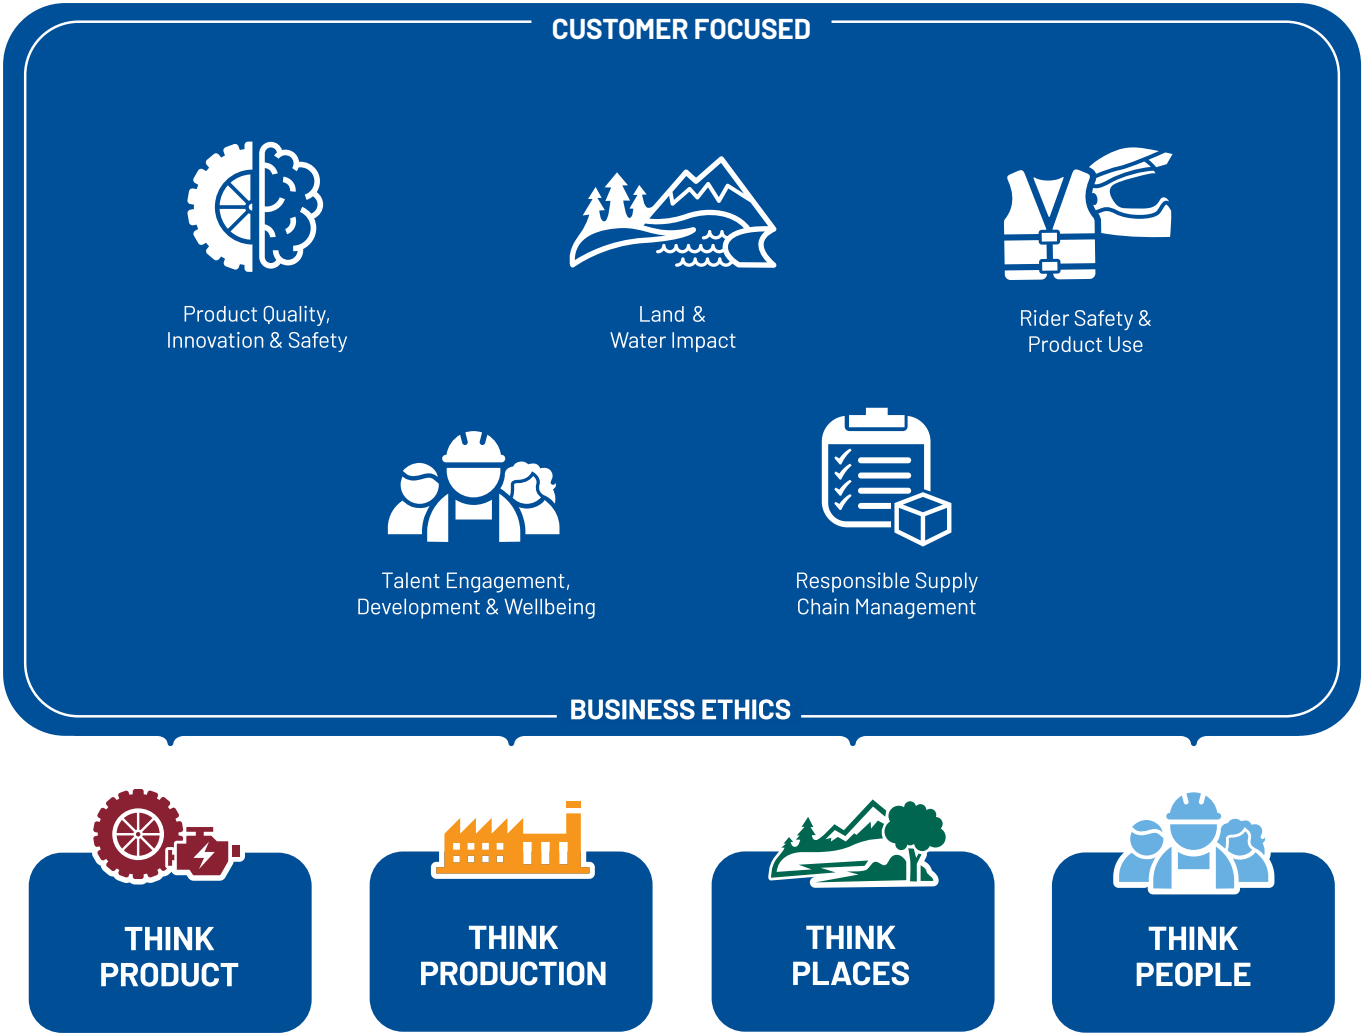 CUSTOMER FOCUSED
Product Quality,
Innovation & Safety
Land &
Water Impact
Rider Safety &
Product Use
Talent Engagement,
Development & Wellbeing
Responsible Supply
Chain Management
BUSINESS ETHICS
THINK
PRODUCT
THINK
PRODUCTION
THINK
PLACES
THINK
PEOPLE